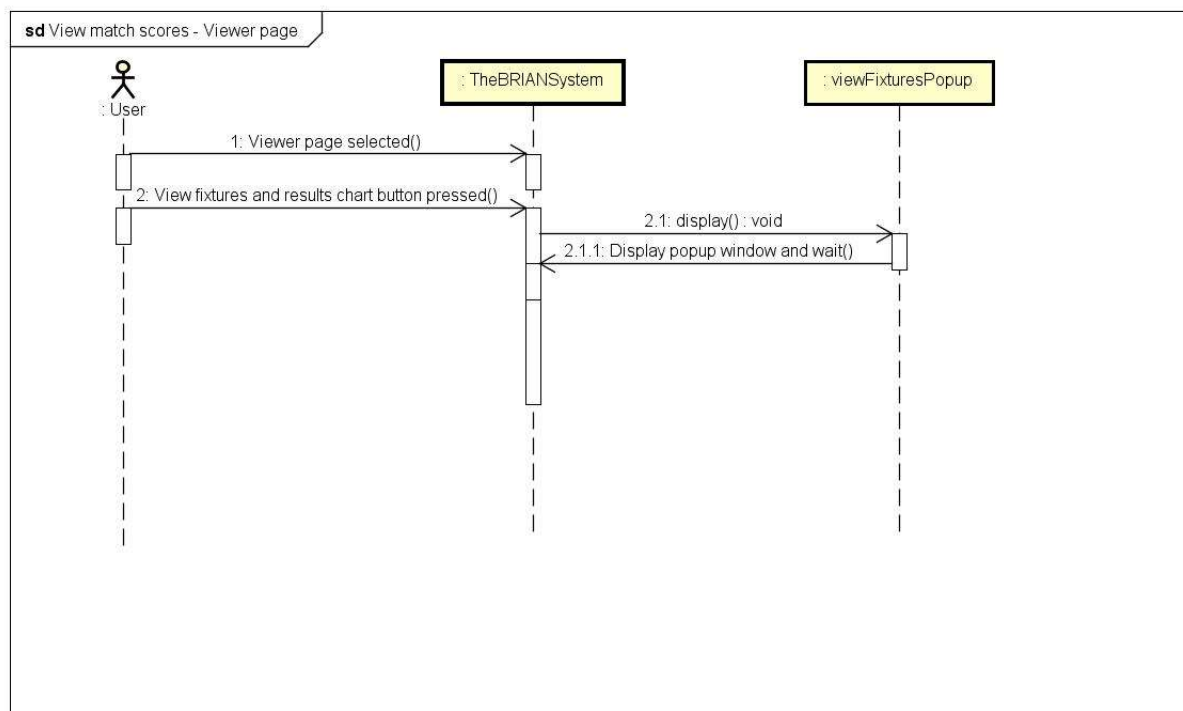 sd View match scores - Viewer page
: User
: TheBRIANSystem
: viewFixturesPopup
1: Viewer page selected()
2: View fixtures and results chart button pressed()
2.1: display() : void
2.1.1: Display popup window and wait()